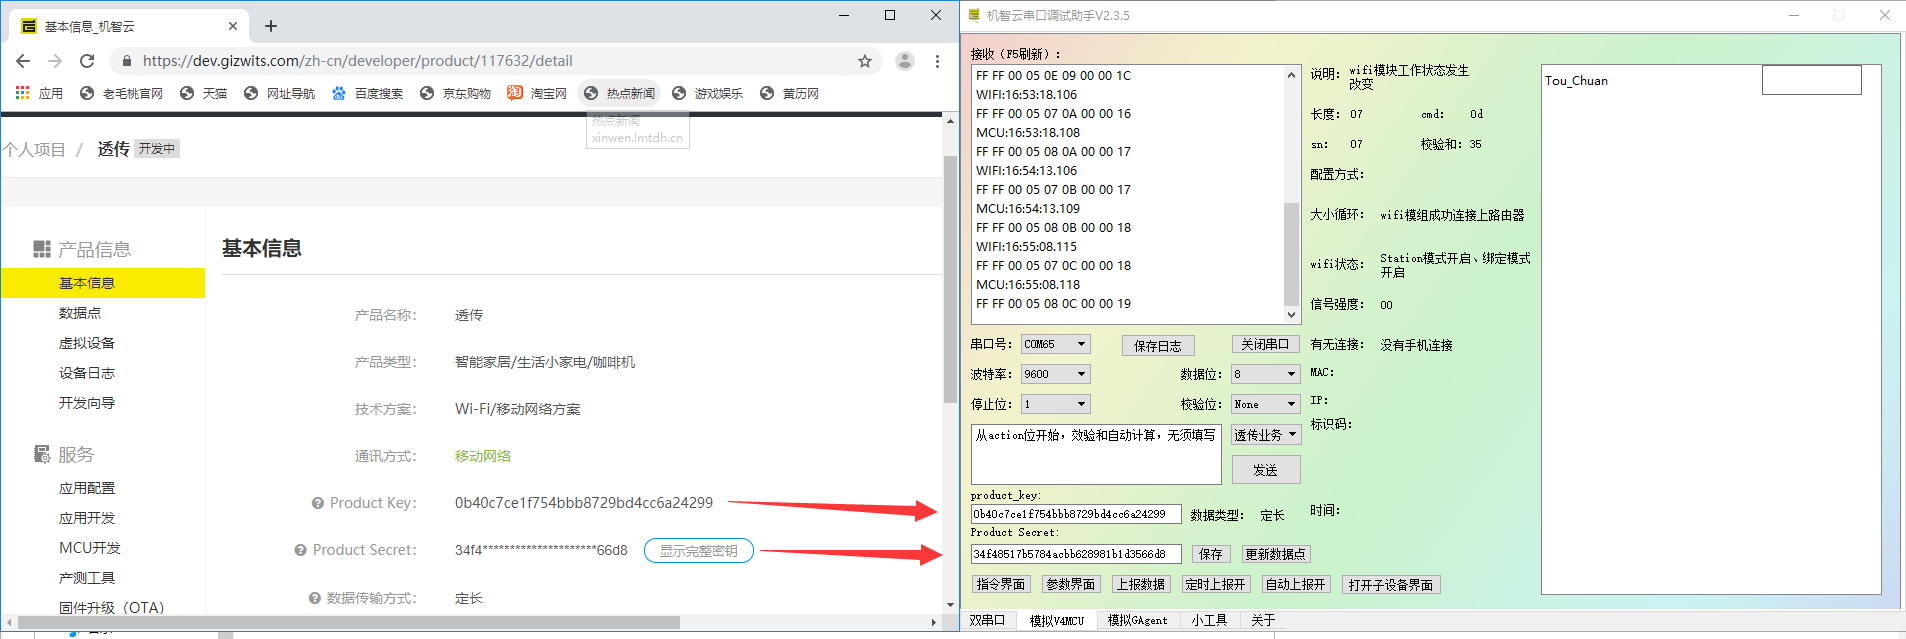 基本信息_机智云
https://dev.gizwits.com/zh-cn/developer/product/117632/detail
应用 老毛桃官网 天猫 网址导航 百度搜索 京东购物 淘宝网 热点新闻 游戏娱乐 黄历网
热点新闻
xinwen.lmtdh.cn
个人项目 / 透传 开发中
产品信息
基本信息
数据点
虚拟设备
设备日志
开发向导
服务
应用配置
应用开发
MCU开发
产测工具
固件升级（OTA）
基本信息
产品名称： 透传
产品类型： 智能家居/生活小家电/咖啡机
技术方案： Wi-Fi/移动网络方案
通讯方式： 移动网络
Product Key： 0b40c7ce1f754bbb8729bd4cc6a24299
Product Secret： 34f4*********************66d8 显示完整密钥
数据传输方式： 定长
机智云串口调试助手V2.3.5
接收（F5刷新）：
FF FF 00 05 0E 09 00 00 1C
WIFI:16:53:18.106
FF FF 00 05 07 0A 00 00 16
MCU:16:53:18.108
FF FF 00 05 08 0A 00 00 17
WIFI:16:54:13.106
FF FF 00 05 07 0B 00 00 17
MCU:16:54:13.109
FF FF 00 05 08 0B 00 00 18
WIFI:16:55:08.115
FF FF 00 05 07 0C 00 00 18
MCU:16:55:08.118
FF FF 00 05 08 0C 00 00 19
串口号： COM65 保存日志 关闭串口
波特率： 9600 数据位： 8
停止位： 1 校验位： None
从action位开始，效验和自动计算，无须填写 透传业务
发送
product_key:
0b40c7ce1f754bbb8729bd4cc6a24299 数据类型： 定长
Product Secret:
34f48517b5784acbb628981b1d3566d8 保存 更新数据点
指令界面 参数界面 上报数据 定时上报开 自动上报开 打开子设备界面
说明： wifi模块工作状态发生
改变
长度： 07 cmd: 0d
sn: 07 校验和： 35
配置方式：
大小循环： wifi模组成功连接上路由器
wifi状态： Station模式开启、绑定模式
开启
信号强度： 00
有无连接： 没有手机连接
MAC:
IP:
标识码：
时间：
Tou_Chuan
双串口 模拟V4MCU 模拟GAgent 小工具 关于